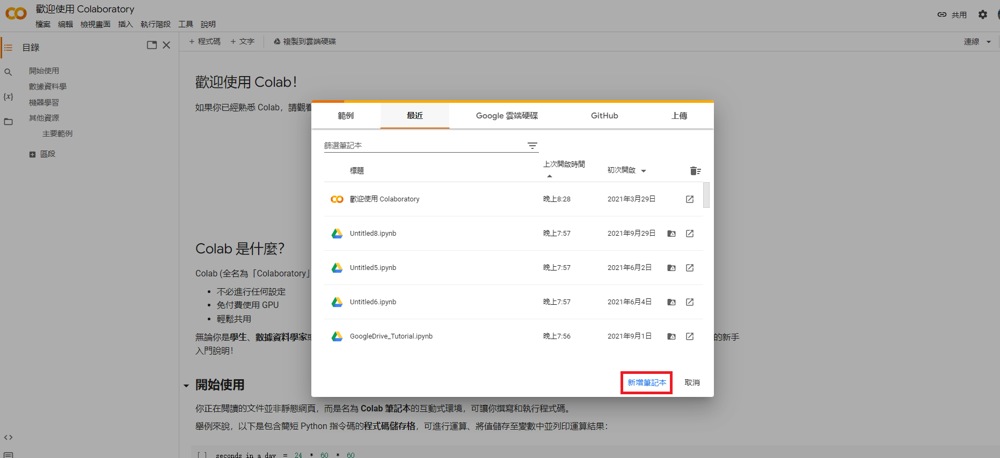 歡迎使用 Colaboratory
檔案 編輯 檢視畫面 插入 執行階段 工具 說明
共用
目錄
+ 程式碼 + 文字 複製到雲端硬碟
連線
開始使用
數據資料學
機器學習
其他資源
主要範例
區段
{x}
歡迎使用 Colab！
如果你已經熟悉 Colab，請觀看
Colab 是什麼？
Colab (全名為「Colaboratory」
• 不必進行任何設定
• 免付費使用 GPU
• 輕鬆共用
無論你是學生、數據資料學家
的新手
入門說明！
範例 最近 Google 雲端硬碟 GitHub 上傳
篩選筆記本
標題 上次開啟時間 初次開啟
歡迎使用 Colaboratory 晚上8:28 2021年3月29日
Untitled8.ipynb 晚上7:57 2021年9月29日
Untitled5.ipynb 晚上7:57 2021年6月2日
Untitled6.ipynb 晚上7:57 2021年6月4日
GoogleDrive_Tutorial.ipynb 晚上7:56 2021年9月1日
新增筆記本 取消
開始使用
你正在閱讀的文件並非靜態網頁，而是名為 Colab 筆記本的互動式環境，可讓你撰寫和執行程式碼。
舉例來說，以下是包含簡短 Python 指令碼的程式碼儲存格，可進行運算、將值儲存至變數中並列印運算結果：
[ ] seconds_in_a_day = 24 * 60 * 60